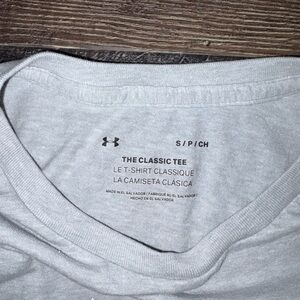 S / P / CH
THE CLASSIC TEE
LE T-SHIRT CLASSIQUE
LA CAMISETA CLÁSICA
MADE IN EL SALVADOR / FABRIQUÉ AU EL SALVADOR /
HECHO EN EL SALVADOR